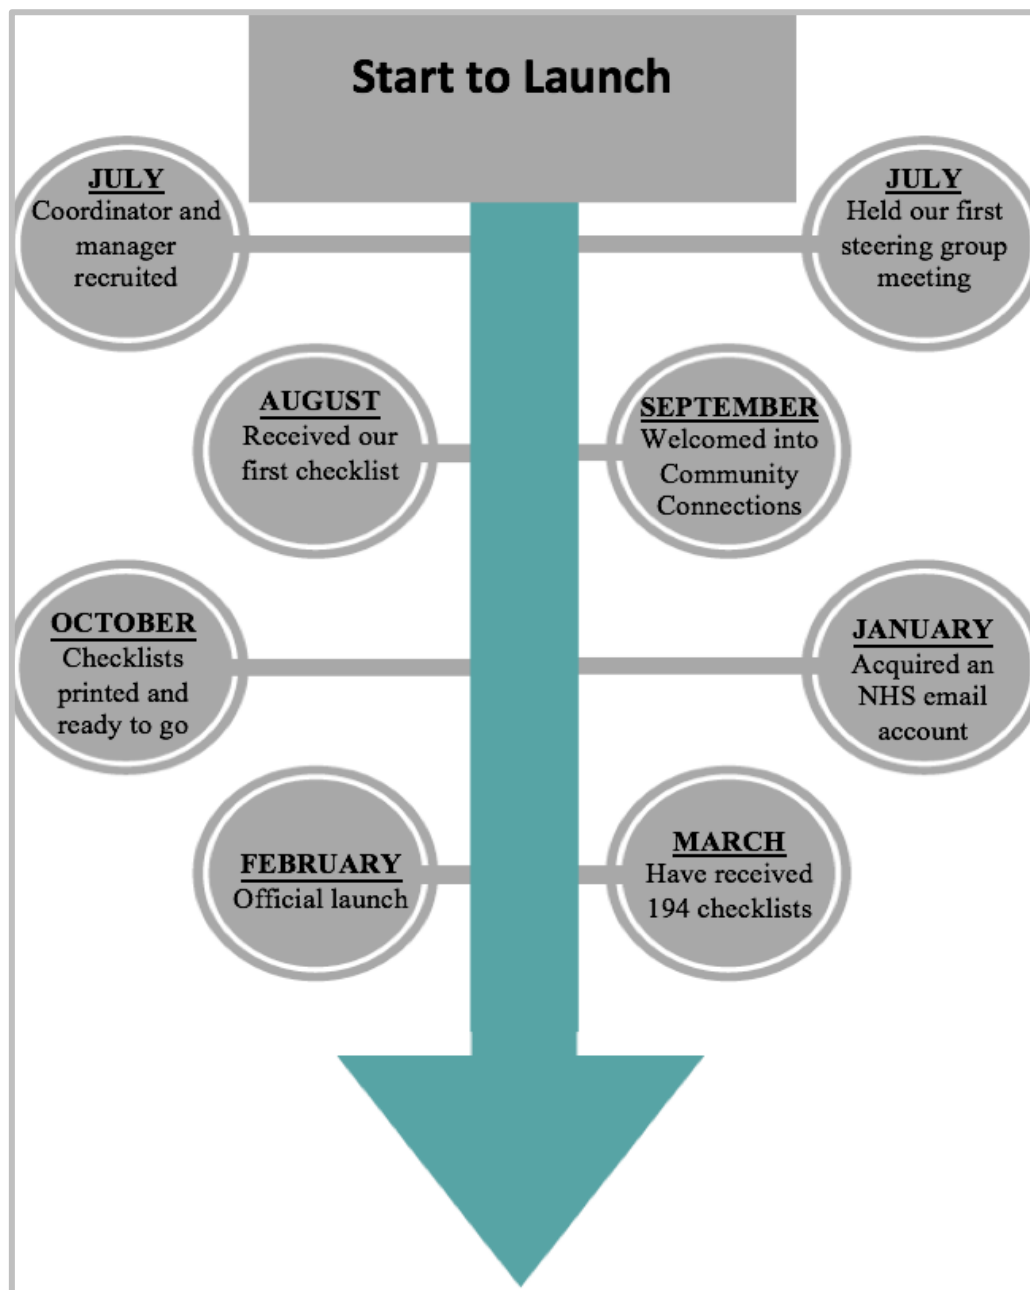 Start to Launch
JULY
Coordinator and
manager
recruited
JULY
Held our first
steering group
meeting
AUGUST
Received our
first checklist
SEPTEMBER
Welcomed into
Community
Connections
OCTOBER
Checklists
printed and
ready to go
JANUARY
Acquired an
NHS email
account
FEBRUARY
Official launch
MARCH
Have received
194 checklists